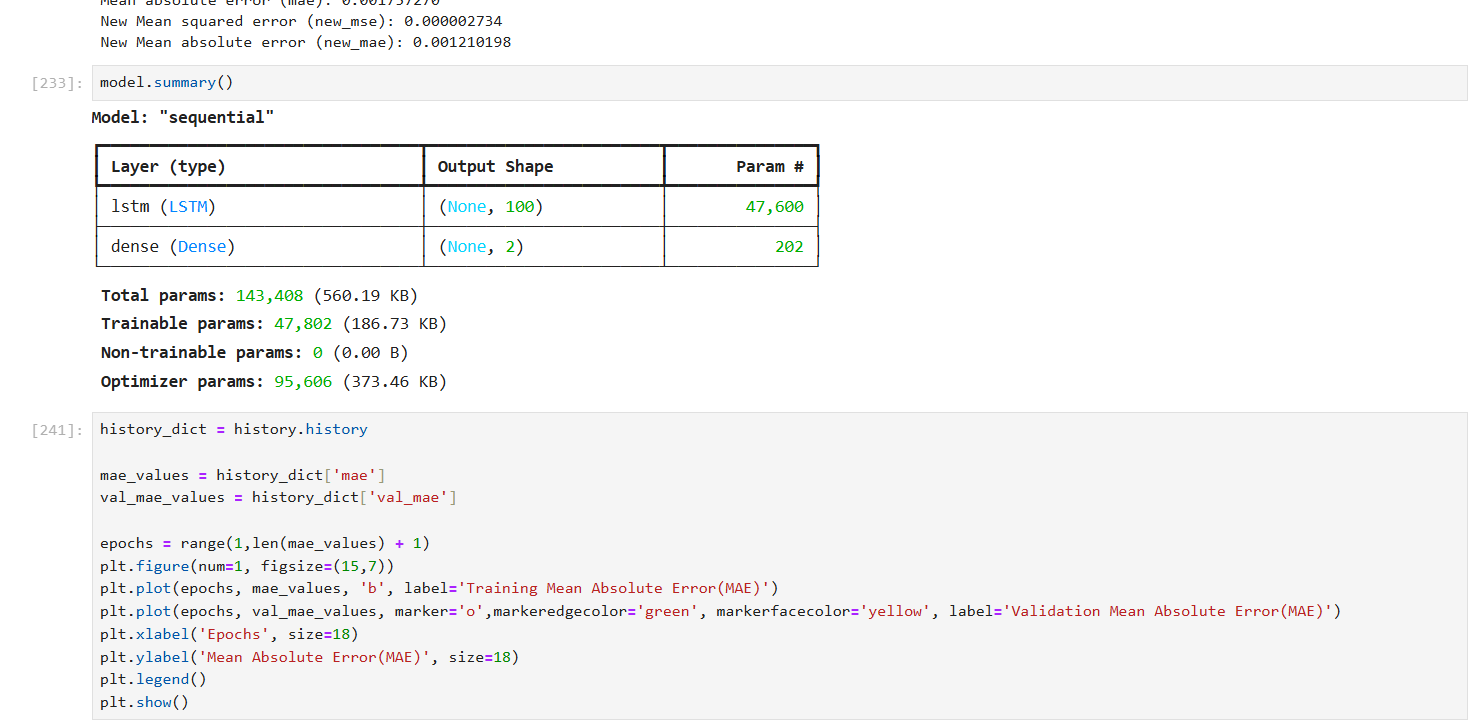 Mean absolute error (mae): 0.001757270
New Mean squared error (new_mse): 0.000002734
New Mean absolute error (new_mae): 0.001210198
[233]: model.summary()
Model: "sequential"
Layer (type) Output Shape Param #
lstm (LSTM) (None, 100) 47,600
dense (Dense) (None, 2) 202
Total params: 143,408 (560.19 KB)
Trainable params: 47,802 (186.73 KB)
Non-trainable params: 0 (0.00 B)
Optimizer params: 95,606 (373.46 KB)
[241]: history_dict = history.history
mae_values = history_dict['mae']
val_mae_values = history_dict['val_mae']
epochs = range(1,len(mae_values) + 1)
plt.figure(num=1, figsize=(15,7))
plt.plot(epochs, mae_values, 'b', label='Training Mean Absolute Error(MAE)')
plt.plot(epochs, val_mae_values, marker='o',markeredgecolor='green', markerfacecolor='yellow', label='Validation Mean Absolute Error(MAE)')
plt.xlabel('Epochs', size=18)
plt.ylabel('Mean Absolute Error(MAE)', size=18)
plt.legend()
plt.show()